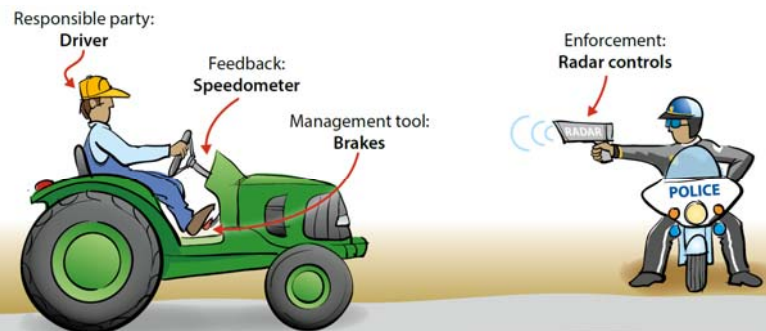 Responsible party:
Driver
Feedback:
Speedometer
Management tool:
Brakes
Enforcement:
Radar controls
RADAR
POLICE